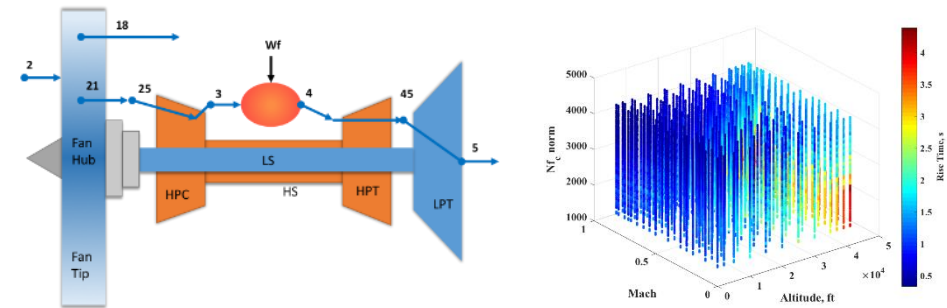 18
2
Wf
21
25
3
4
45
5
Fan
Hub
LS
HPC
HS
HPT
LPT
Fan
Tip
5000
4000
3000
2000
1000
Nf_c norm
1
0.5
0
Mach
0
1
2
3
4
5
×10^4
Altitude, ft
4
3.5
3
2.5
2
1.5
1
0.5
Rise Time, s